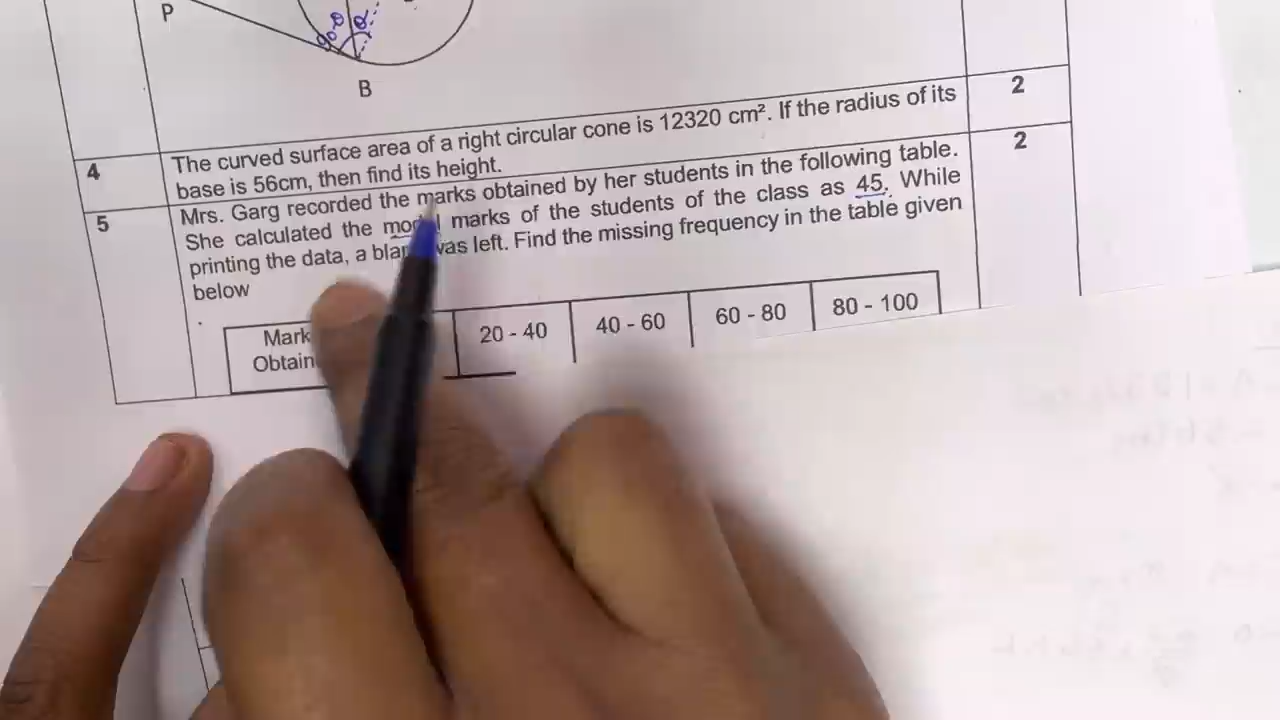 P
B
4
The curved surface area of a right circular cone is 12320 cm². If the radius of its
base is 56cm, then find its height.
2
5
Mrs. Garg recorded the marks obtained by her students in the following table.
She calculated the marks of the students of the class as 45. While
printing the data, a was left. Find the missing frequency in the table given
below
2
20 - 40
40 - 60
60 - 80
80 - 100